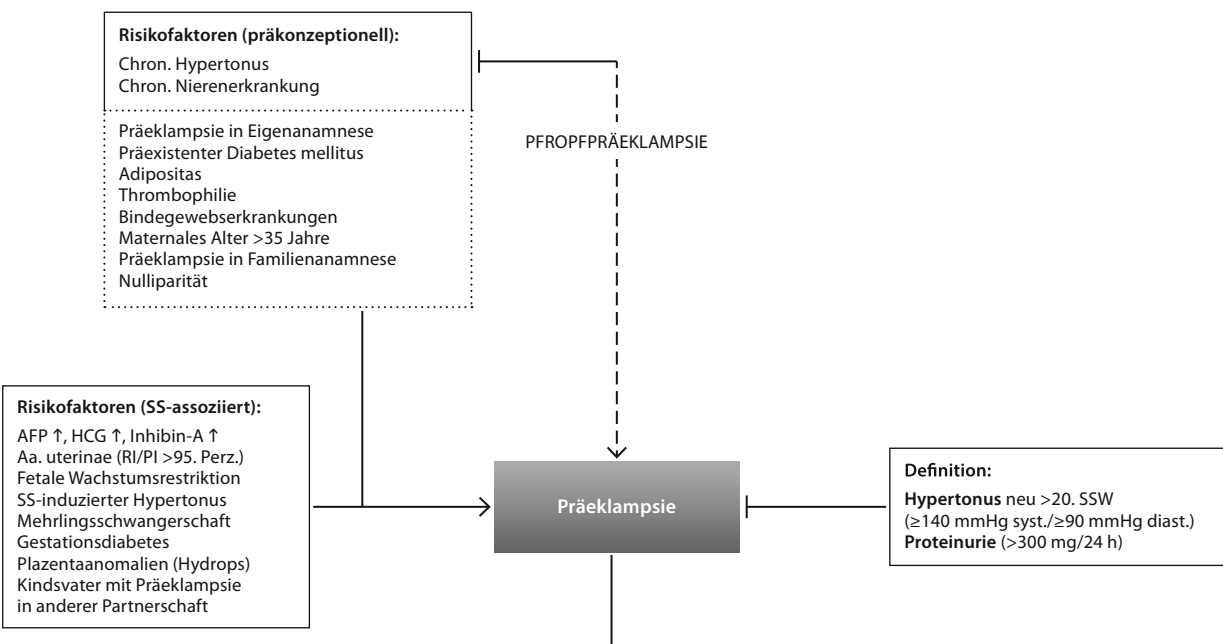 Risikofaktoren (präkonzeptionell):
Chron. Hypertonus
Chron. Nierenerkrankung
Präeklampsie in Eigenanamnese
Präexistenter Diabetes mellitus
Adipositas
Thrombophilie
Bindegewebserkrankungen
Maternales Alter >35 Jahre
Präeklampsie in Familienanamnese
Nulliparität
PFROPFPRÄEKLAMPSIE
Risikofaktoren (SS-assoziiert):
AFP ↑, HCG ↑, Inhibin-A ↑
Aa. uterinae (RI/PI >95. Perz.)
Fetale Wachstumsrestriktion
SS-induzierter Hypertonus
Mehrlingsschwangerschaft
Gestationsdiabetes
Plazentaanomalien (Hydrops)
Kindsvater mit Präeklampsie
in anderer Partnerschaft
Präeklampsie
Definition:
Hypertonus neu >20. SSW
(≥140 mmHg syst./≥90 mmHg diast.)
Proteinurie (>300 mg/24 h)